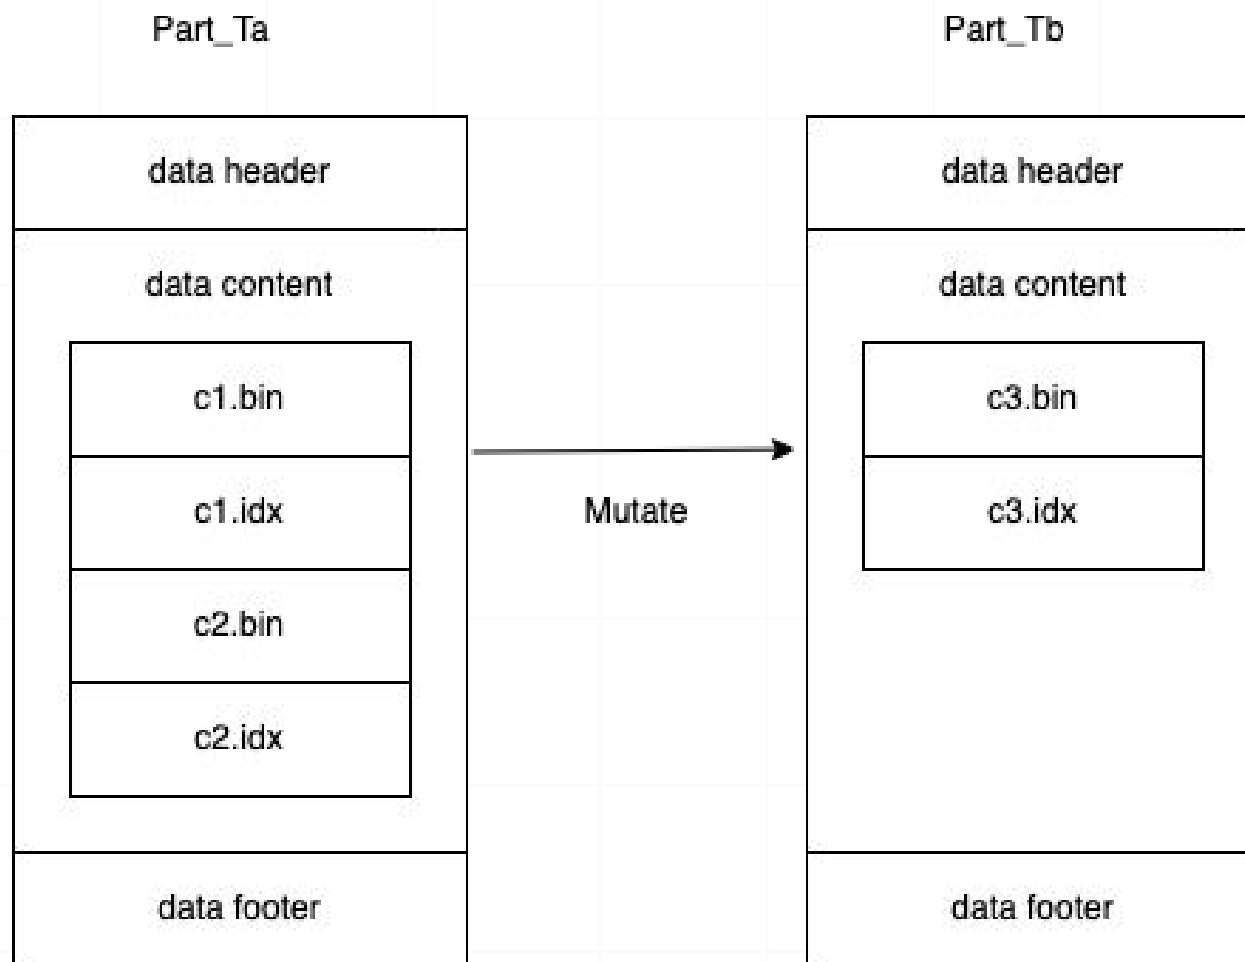 Part_Ta
data header
data content
c1.bin
c1.idx
c2.bin
c2.idx
data footer
Mutate
Part_Tb
data header
data content
c3.bin
c3.idx
data footer